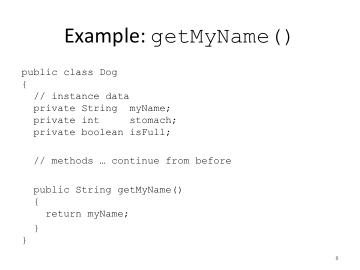 Example: getMyName()
public class Dog
{
  // instance data
  private String  myName;
  private int     stomach;
  private boolean isFull;
  // methods … continue from before
  public String getMyName()
  {
    return myName;
  }
}
8